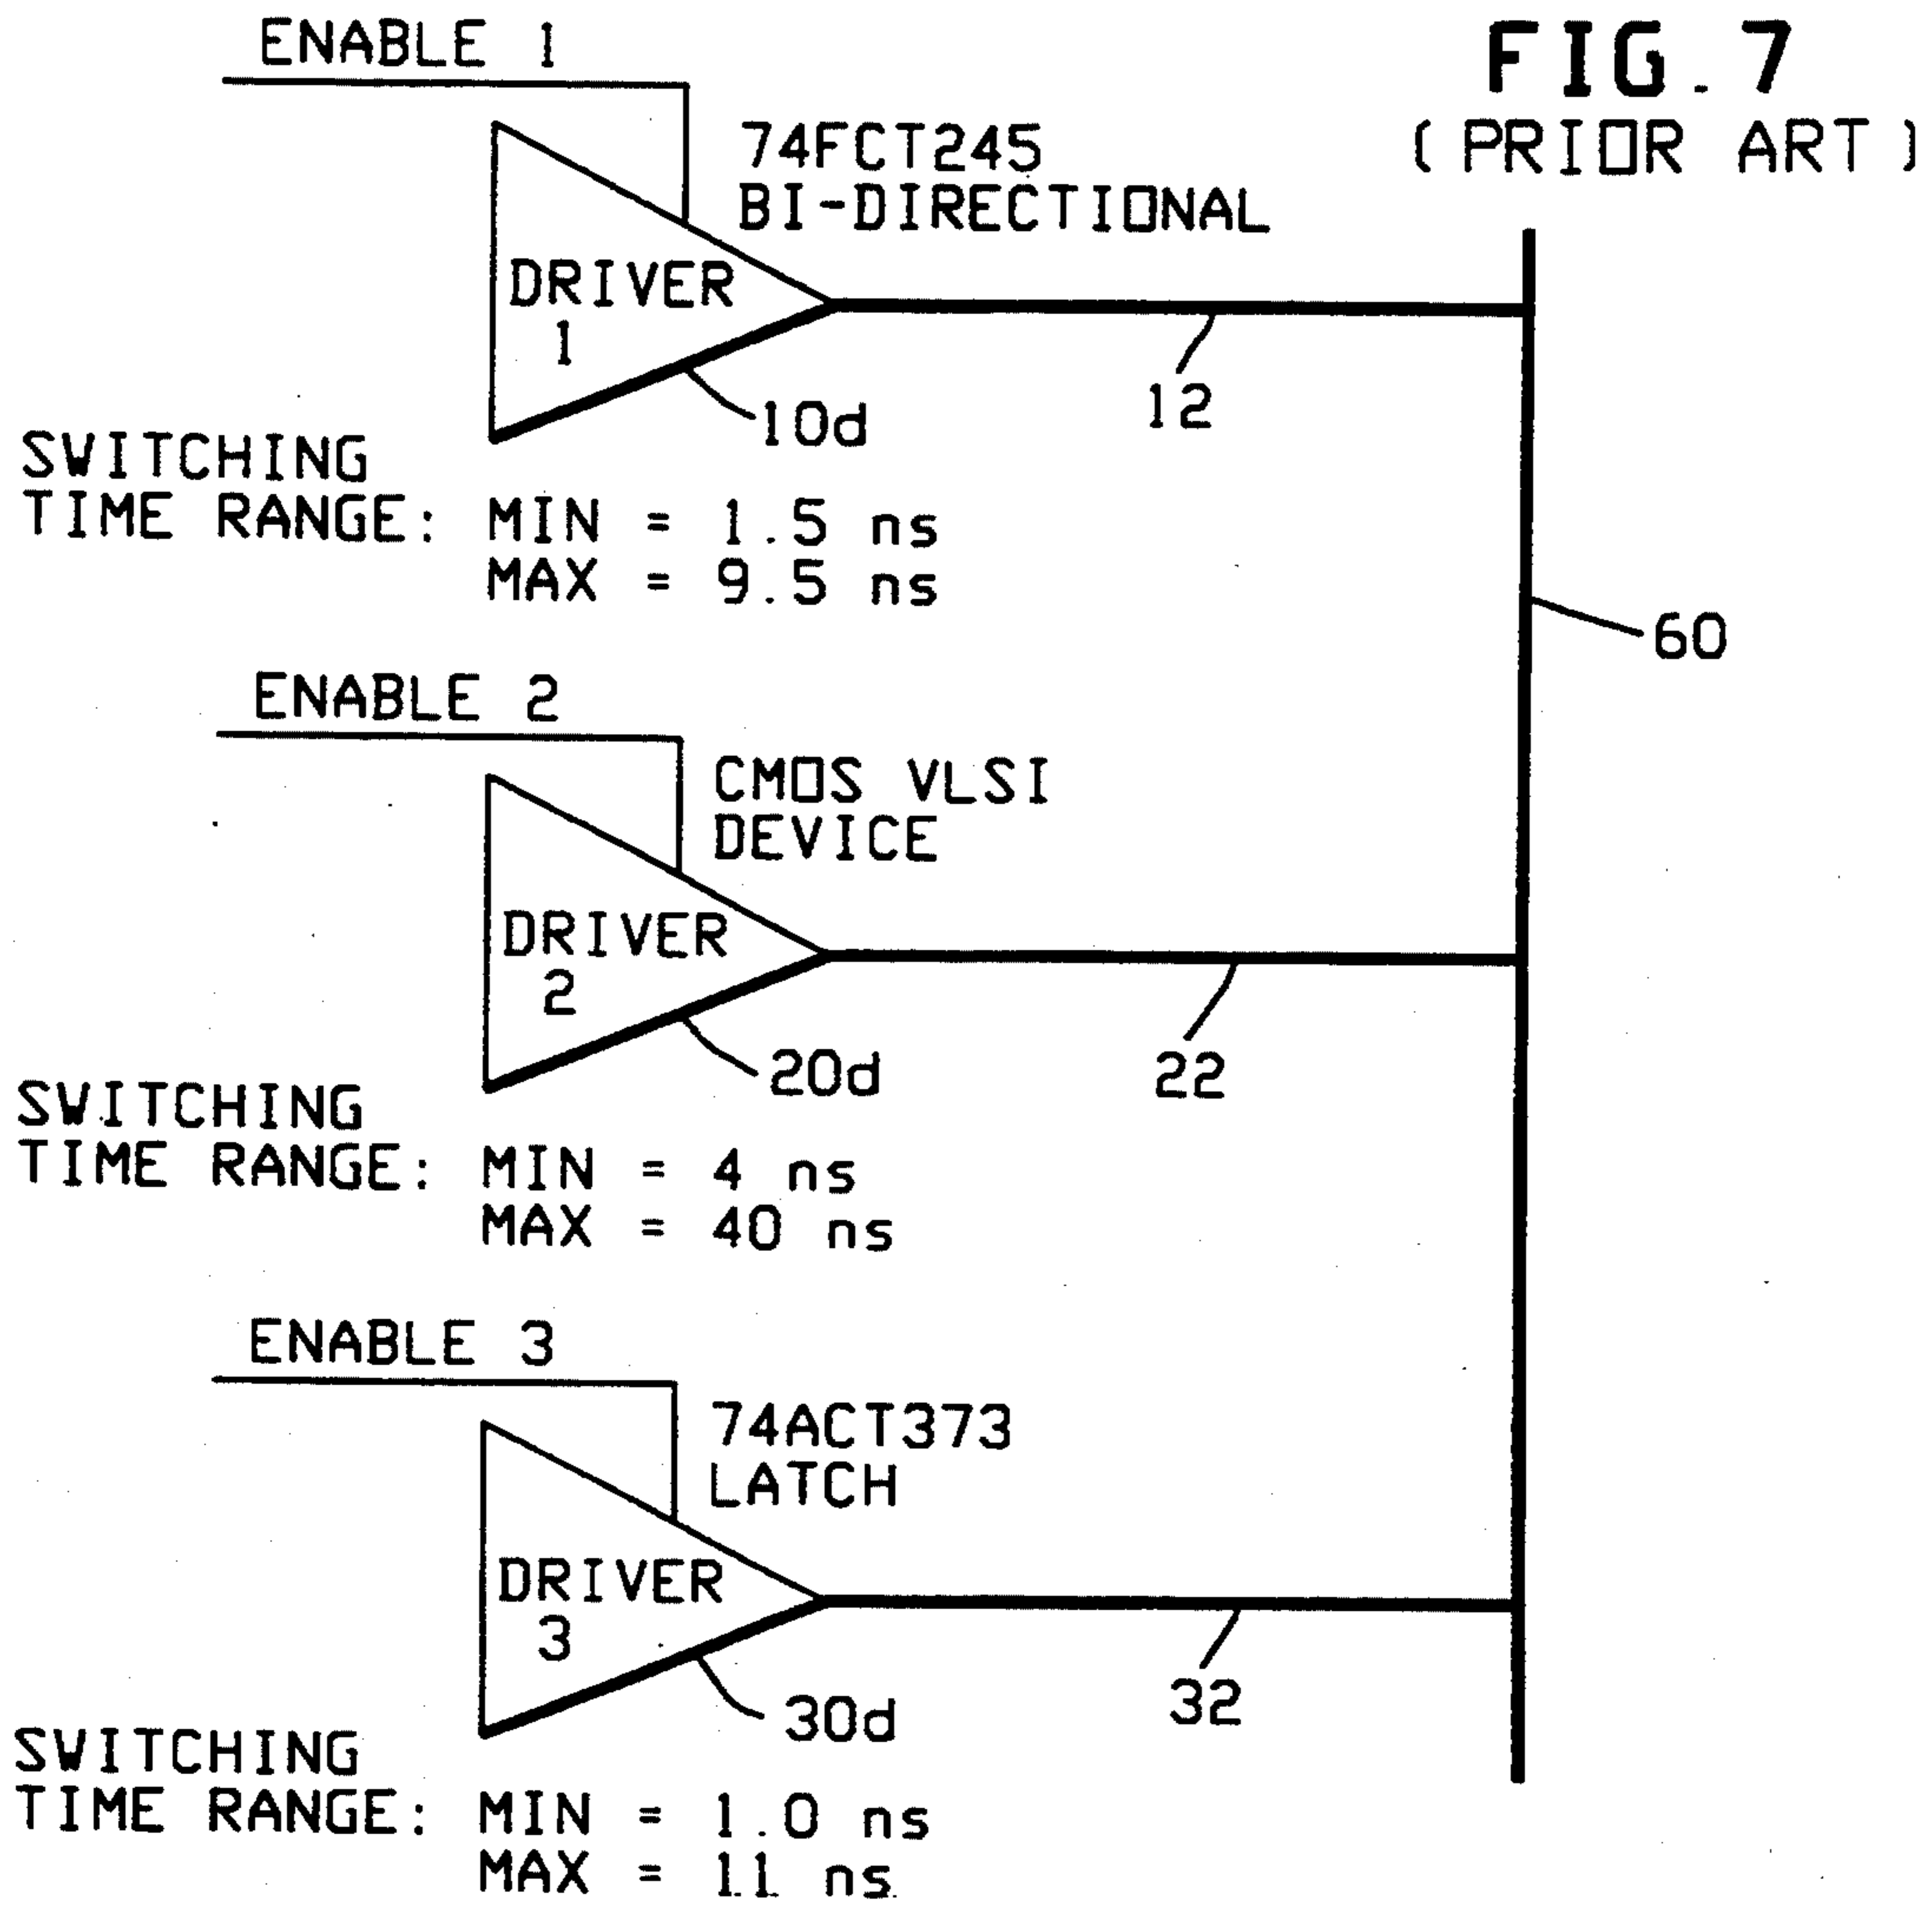 FIG. 7
(PRIOR ART)
ENABLE 1
74FCT245
BI-DIRECTIONAL
DRIVER
1
10d
12
SWITCHING
TIME RANGE: MIN = 1.5 ns
MAX = 9.5 ns
60
ENABLE 2
CMOS VLSI
DEVICE
DRIVER
2
20d
22
SWITCHING
TIME RANGE: MIN = 4 ns
MAX = 40 ns
ENABLE 3
74ACT373
LATCH
DRIVER
3
30d
32
SWITCHING
TIME RANGE: MIN = 1.0 ns
MAX = 11 ns